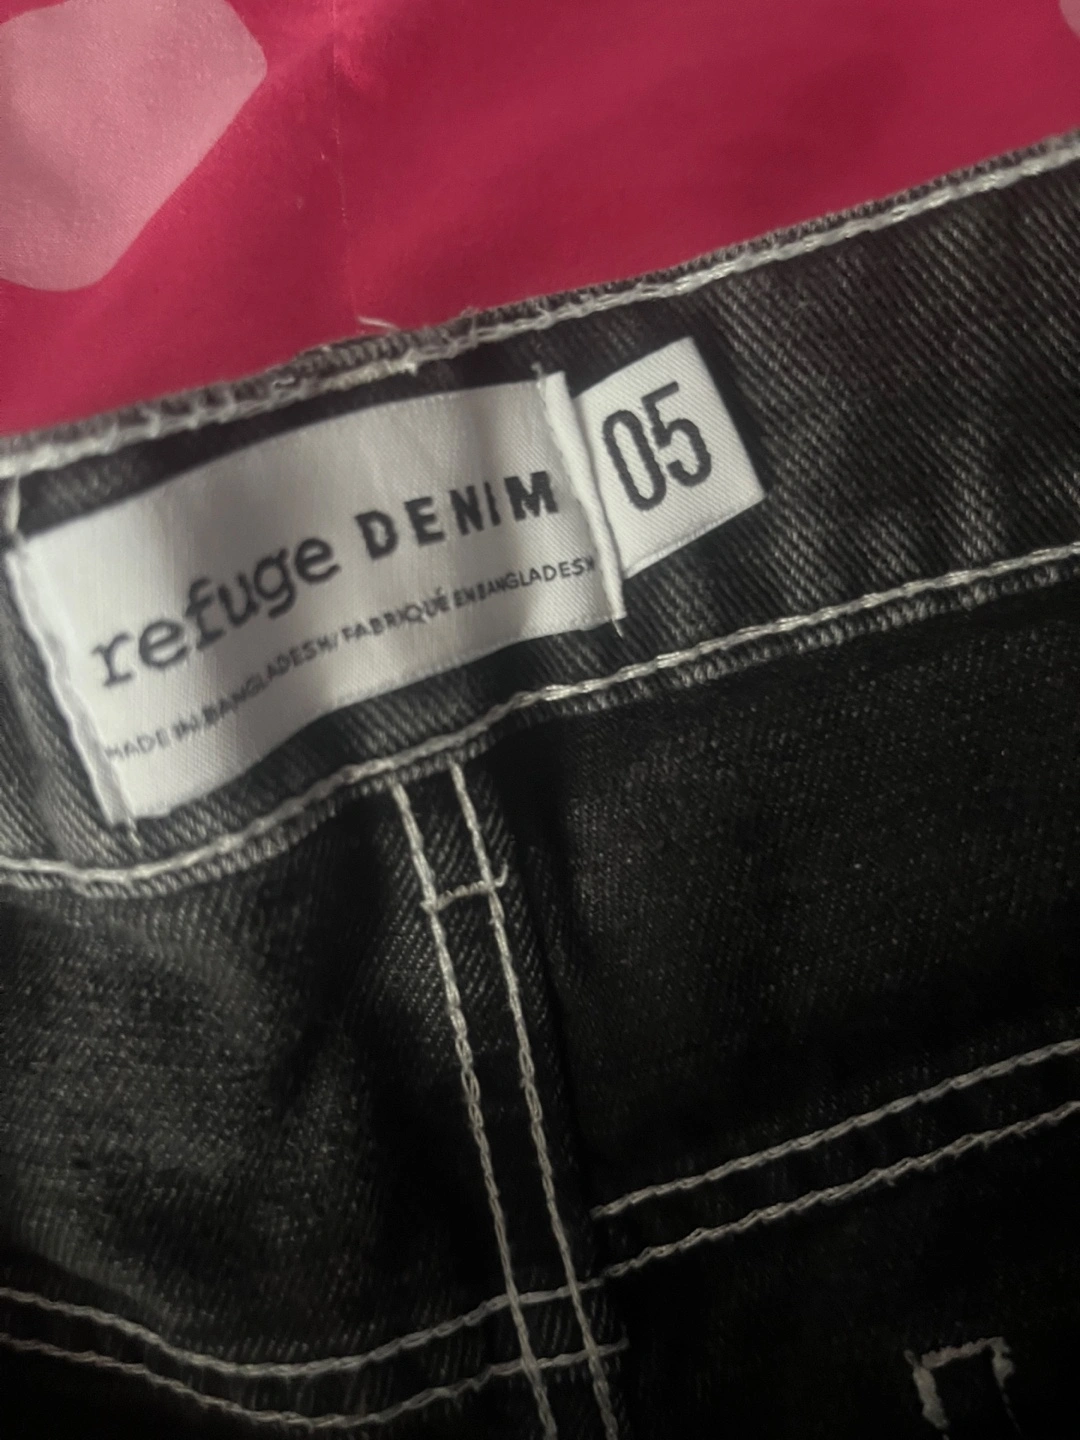 refuge DENIM
MADE IN BANGLADESH/FABRIQUÉ EN BANGLADESH
05